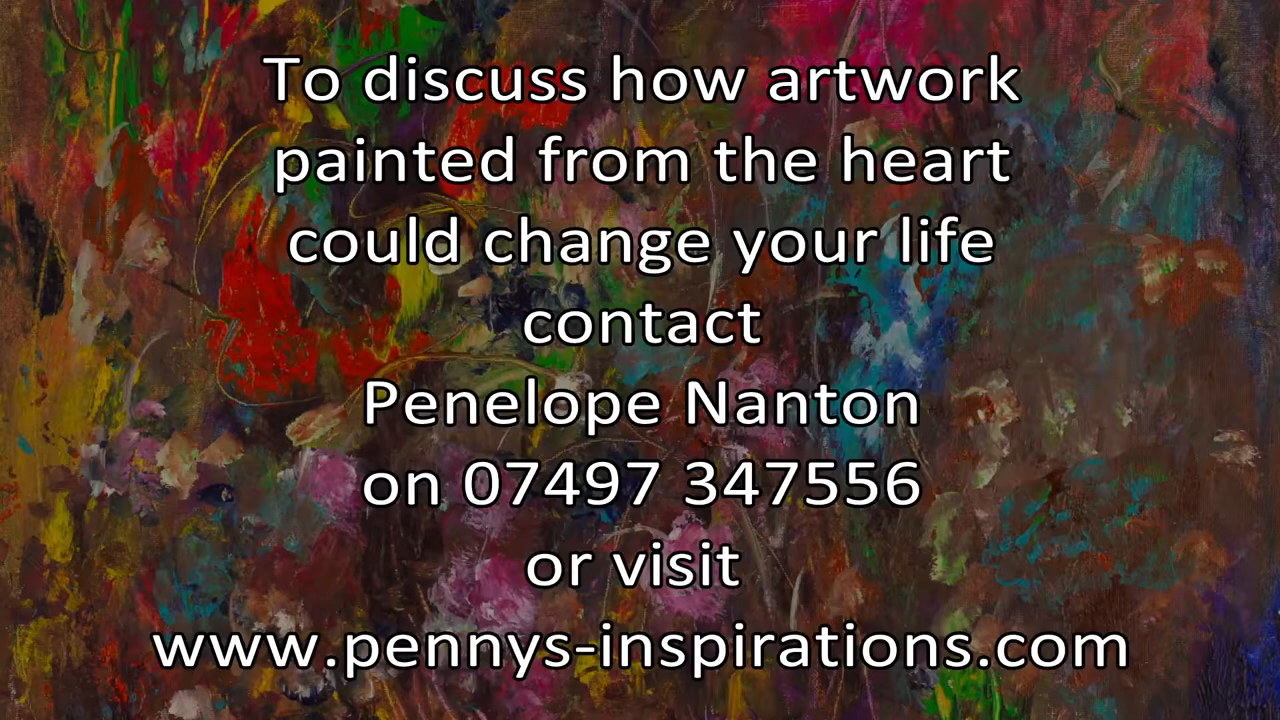 To discuss how artwork
painted from the heart
could change your life
contact
Penelope Nanton
on 07497 347556
or visit
www.pennys-inspirations.com